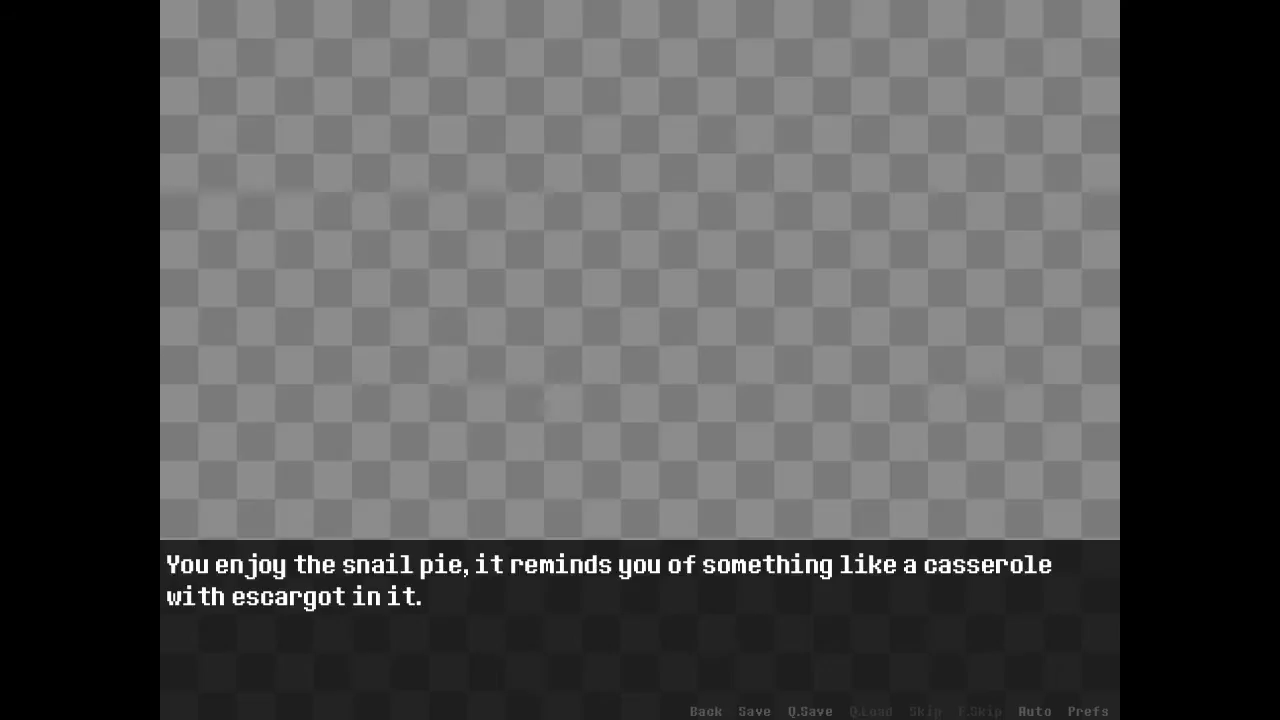 You enjoy the snail pie, it reminds you of something like a casserole
with escargot in it.
Back Save Q.Save Q.Load Skip F.Skip Auto Prefs